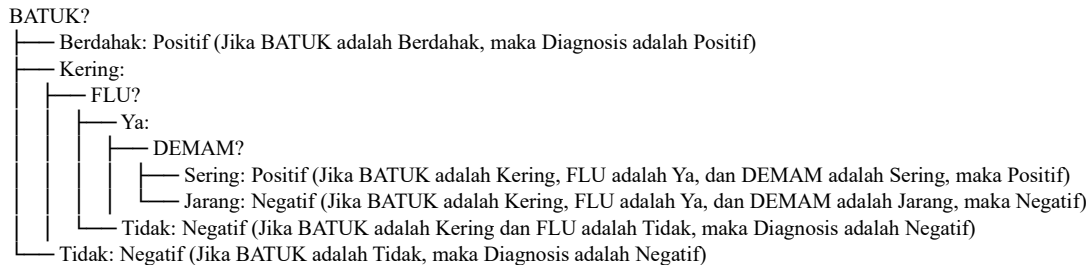 BATUK?
Berdahak: Positif (Jika BATUK adalah Berdahak, maka Diagnosis adalah Positif)
Kering:
FLU?
Ya:
DEMAM?
Sering: Positif (Jika BATUK adalah Kering, FLU adalah Ya, dan DEMAM adalah Sering, maka Positif)
Jarang: Negatif (Jika BATUK adalah Kering, FLU adalah Ya, dan DEMAM adalah Jarang, maka Negatif)
Tidak: Negatif (Jika BATUK adalah Kering dan FLU adalah Tidak, maka Diagnosis adalah Negatif)
Tidak: Negatif (Jika BATUK adalah Tidak, maka Diagnosis adalah Negatif)